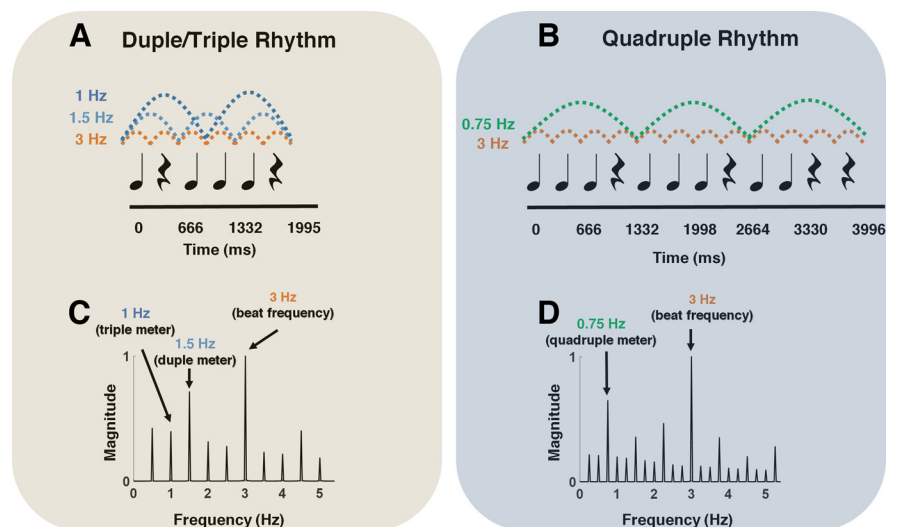 A
Duple/Triple Rhythm
1 Hz
1.5 Hz
3 Hz
0 666 1332 1995
Time (ms)
B
Quadruple Rhythm
0.75 Hz
3 Hz
0 666 1332 1998 2664 3330 3996
Time (ms)
C
1 Hz
(triple meter)
1.5 Hz
(duple meter)
3 Hz
(beat frequency)
1
Magnitude
0
0 1 2 3 4 5
Frequency (Hz)
D
0.75 Hz
(quadruple meter)
3 Hz
(beat frequency)
1
Magnitude
0
0 1 2 3 4 5
Frequency (Hz)